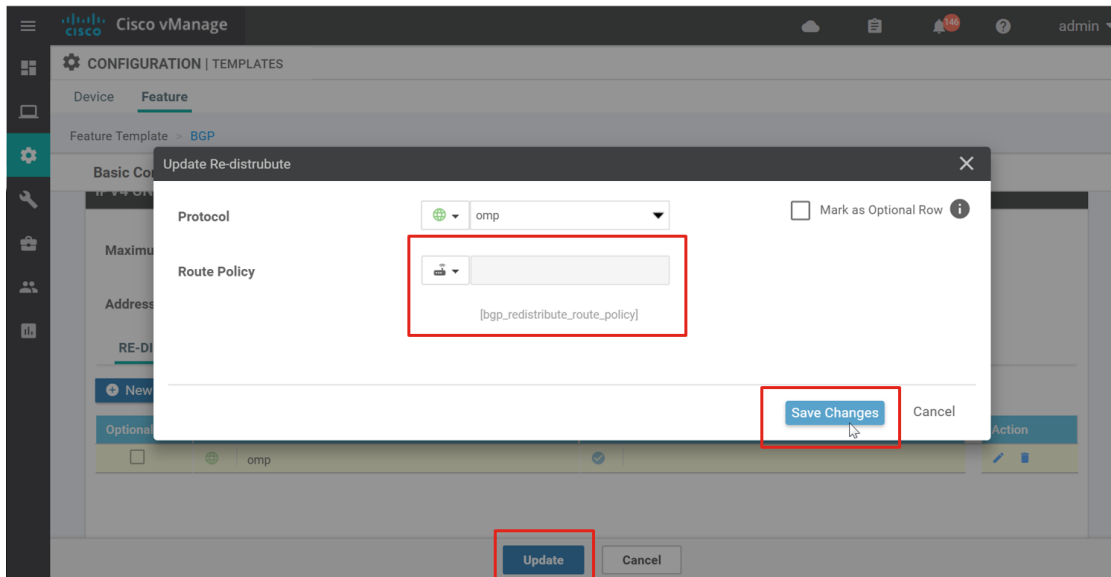 cisco Cisco vManage 146 admin
CONFIGURATION | TEMPLATES
Device Feature
Feature Template > BGP
Basic Co
Update Re-distrubute
Protocol omp Mark as Optional Row
Maximu
Route Policy
Address
[bgp_redistribute_route_policy]
RE-DI
New
Save Changes Cancel
Optional Action
omp
Update Cancel